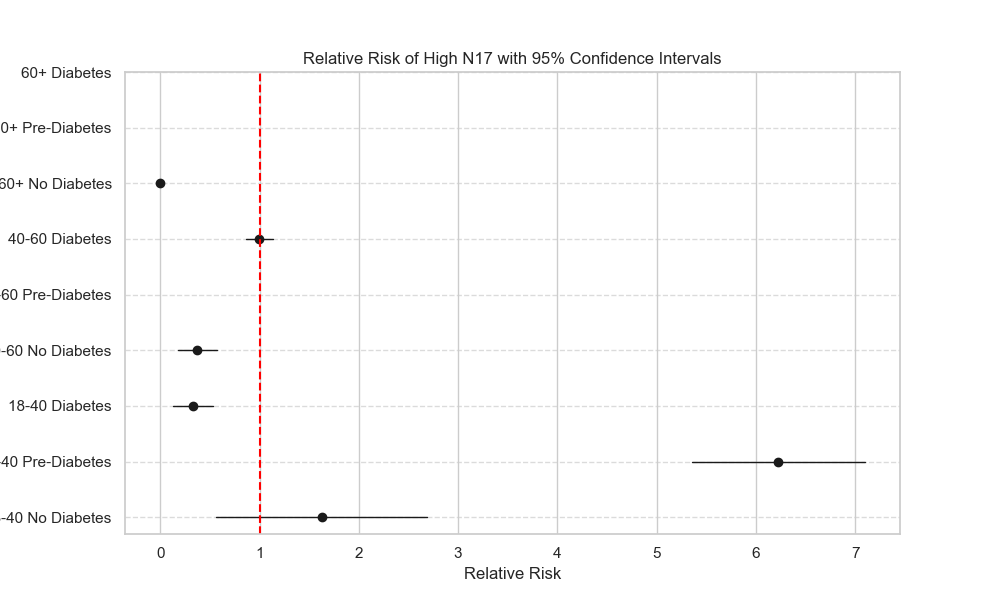 Relative Risk of High N17 with 95% Confidence Intervals
60+ Diabetes
0+ Pre-Diabetes
60+ No Diabetes
40-60 Diabetes
-60 Pre-Diabetes
-60 No Diabetes
18-40 Diabetes
-40 Pre-Diabetes
-40 No Diabetes
0 1 2 3 4 5 6 7
Relative Risk